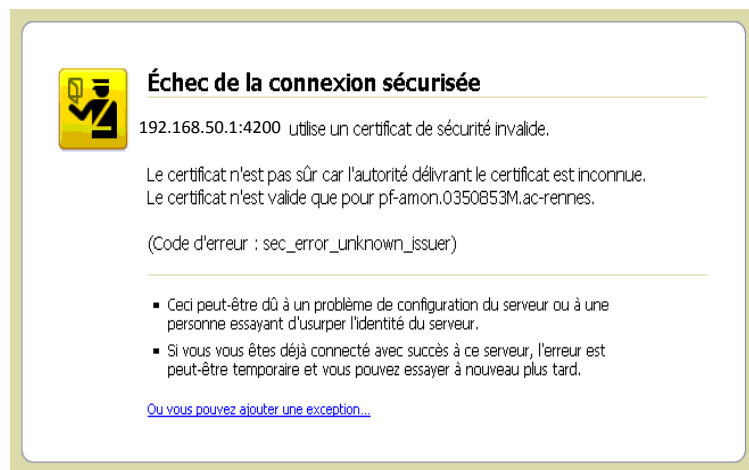 Échec de la connexion sécurisée
192.168.50.1:4200 utilise un certificat de sécurité invalide.
Le certificat n'est pas sûr car l'autorité délivrant le certificat est inconnue.
Le certificat n'est valide que pour pf-amon.0350853M.ac-rennes.
(Code d'erreur : sec_error_unknown_issuer)
▪ Ceci peut-être dû à un problème de configuration du serveur ou à une
personne essayant d'usurper l'identité du serveur.
▪ Si vous vous êtes déjà connecté avec succès à ce serveur, l'erreur est
peut-être temporaire et vous pouvez essayer à nouveau plus tard.
Ou vous pouvez ajouter une exception...